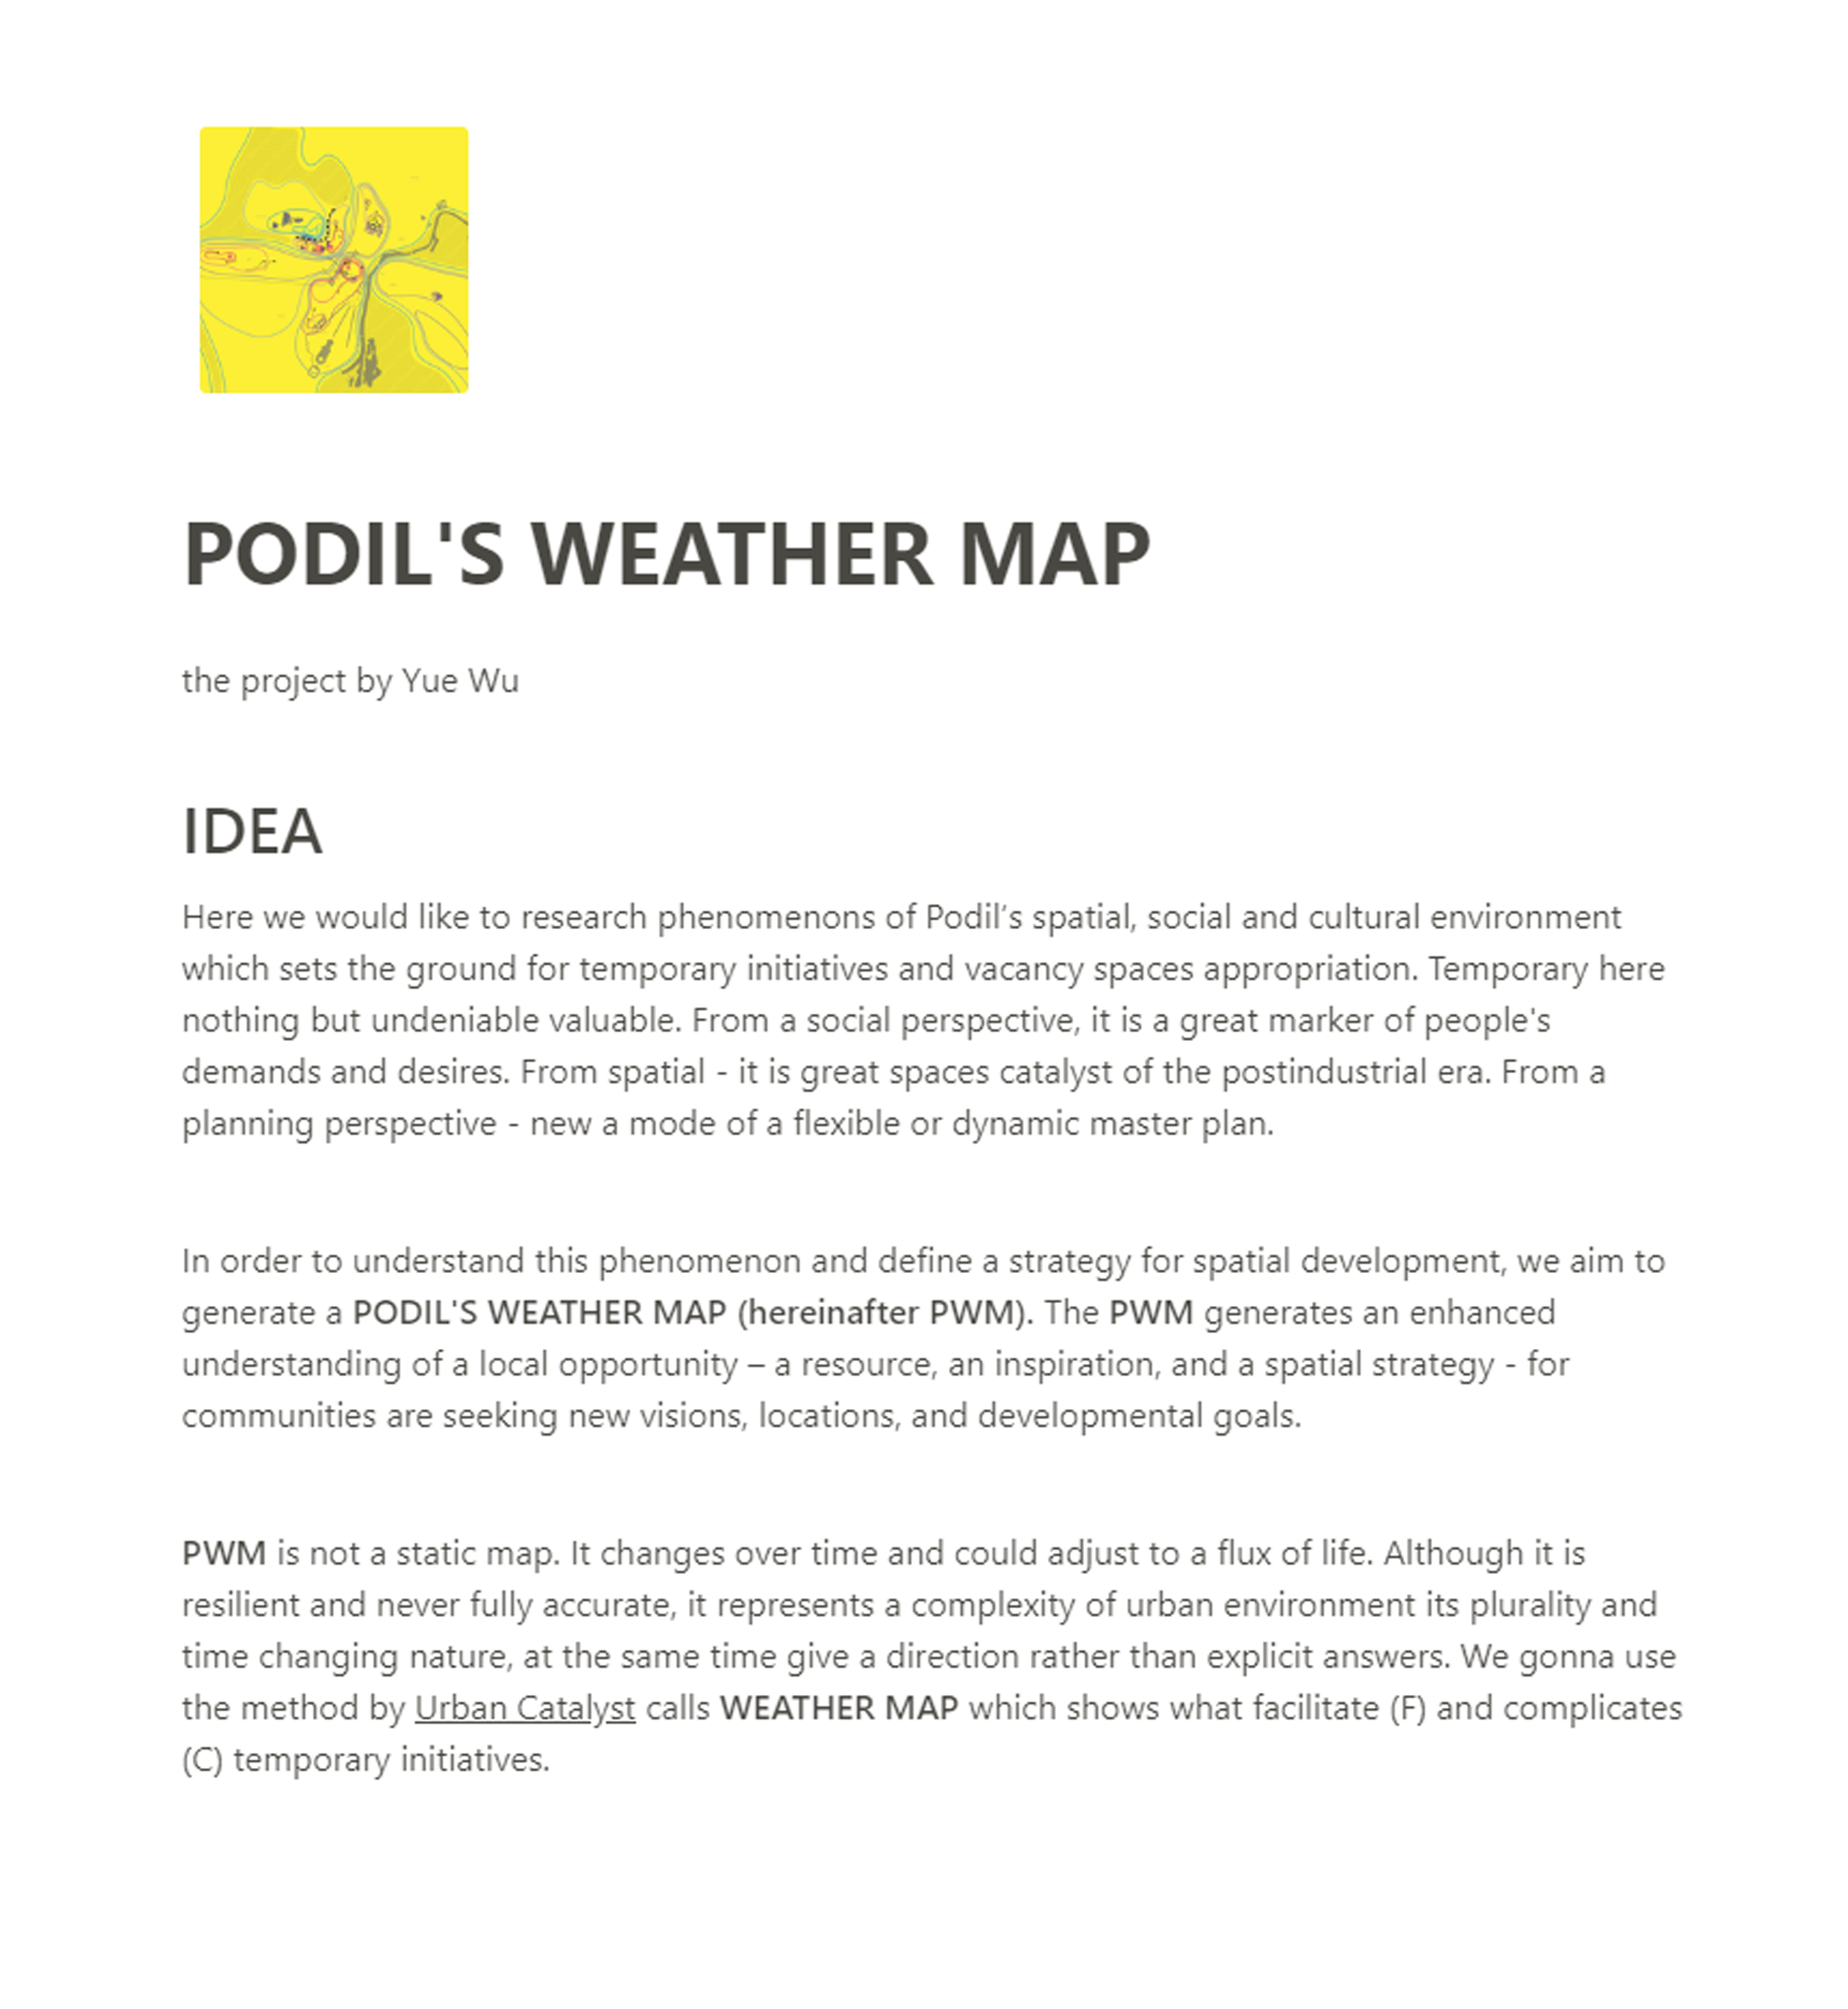 PODIL'S WEATHER MAP
the project by Yue Wu
IDEA
Here we would like to research phenomenons of Podil’s spatial, social and cultural environment
which sets the ground for temporary initiatives and vacancy spaces appropriation. Temporary here
nothing but undeniable valuable. From a social perspective, it is a great marker of people's
demands and desires. From spatial - it is great spaces catalyst of the postindustrial era. From a
planning perspective - new a mode of a flexible or dynamic master plan.
In order to understand this phenomenon and define a strategy for spatial development, we aim to
generate a PODIL'S WEATHER MAP (hereinafter PWM). The PWM generates an enhanced
understanding of a local opportunity – a resource, an inspiration, and a spatial strategy - for
communities are seeking new visions, locations, and developmental goals.
PWM is not a static map. It changes over time and could adjust to a flux of life. Although it is
resilient and never fully accurate, it represents a complexity of urban environment its plurality and
time changing nature, at the same time give a direction rather than explicit answers. We gonna use
the method by Urban Catalyst calls WEATHER MAP which shows what facilitate (F) and complicates
(C) temporary initiatives.